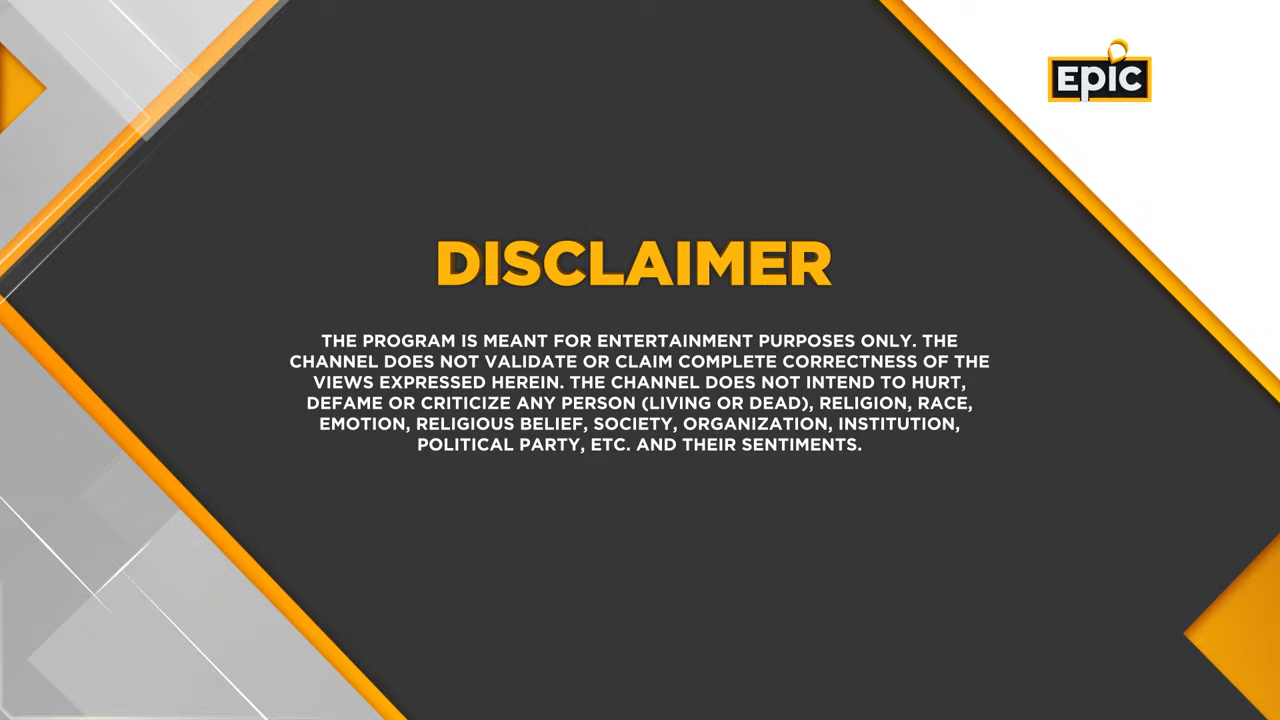 EPIC
DISCLAIMER
THE PROGRAM IS MEANT FOR ENTERTAINMENT PURPOSES ONLY. THE
CHANNEL DOES NOT VALIDATE OR CLAIM COMPLETE CORRECTNESS OF THE
VIEWS EXPRESSED HEREIN. THE CHANNEL DOES NOT INTEND TO HURT,
DEFAME OR CRITICIZE ANY PERSON (LIVING OR DEAD), RELIGION, RACE,
EMOTION, RELIGIOUS BELIEF, SOCIETY, ORGANIZATION, INSTITUTION,
POLITICAL PARTY, ETC. AND THEIR SENTIMENTS.